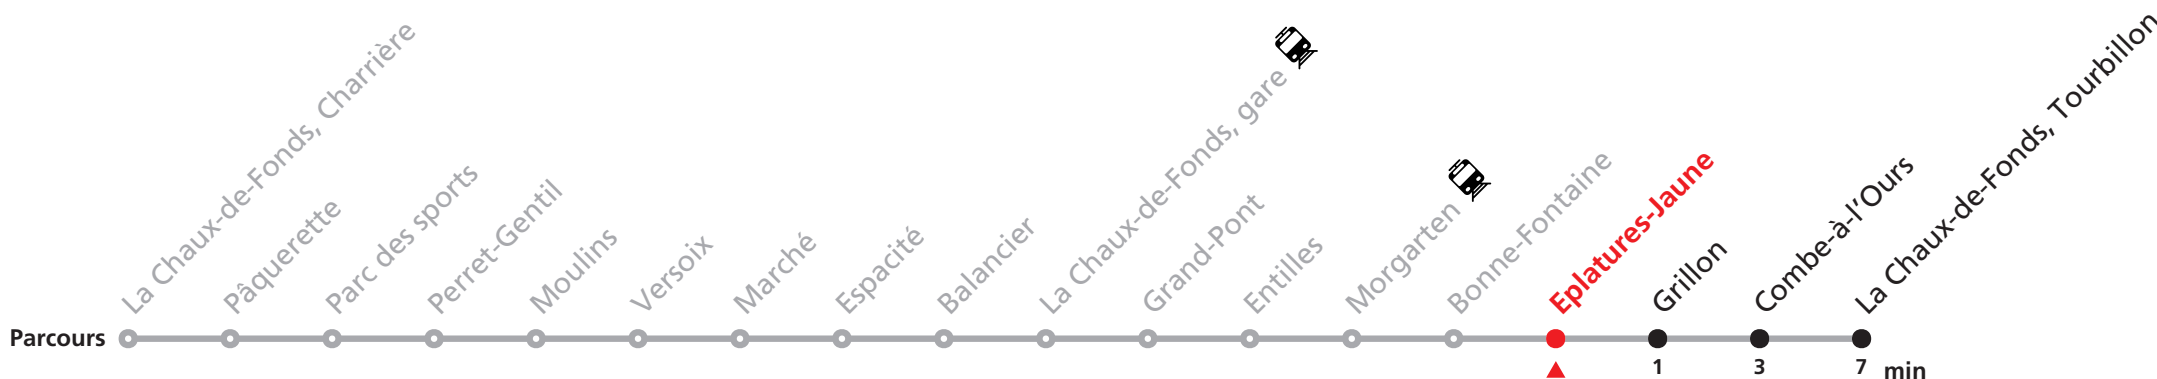 La Chaux-de-Fonds, Charrière
Pâquerette
Parc des sports
Perret-Gentil
Moulins
Versoix
Marché
Espacité
Balancier
La Chaux-de-Fonds, gare
Grand-Pont
Entilles
Morgarten
Bonne-Fontaine
Eplatures-Jaune
Grillon
Combe-à-l'Ours
La Chaux-de-Fonds, Tourbillon
Parcours
1 3 7 min